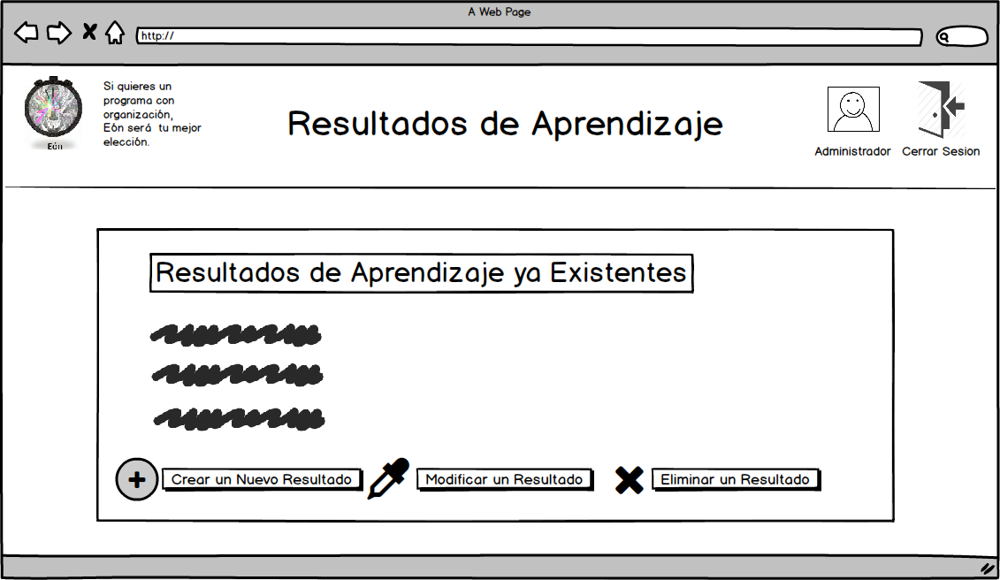 A Web Page
http://
Si quieres un
programa con
organización,
Eón será tu mejor
elección.
Eón
Resultados de Aprendizaje
Administrador
Cerrar Sesion
Resultados de Aprendizaje ya Existentes
Crear un Nuevo Resultado
Modificar un Resultado
Eliminar un Resultado